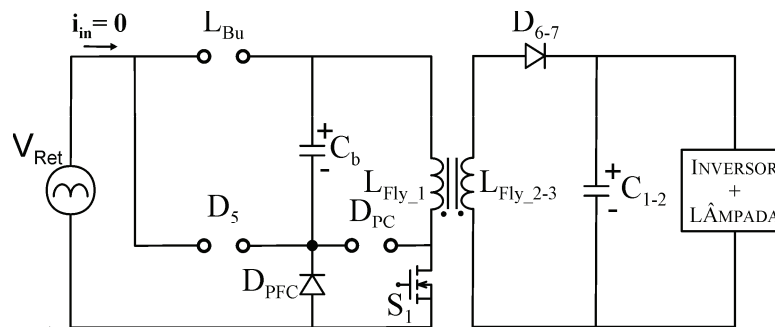 i_in = 0
L_Bu
D_6-7
V_Ret
+
C_b
-
L_Fly_1
L_Fly_2-3
+
C_1-2
-
INVERSOR
+
LÂMPADA
D_5
D_PC
D_PFC
S_1